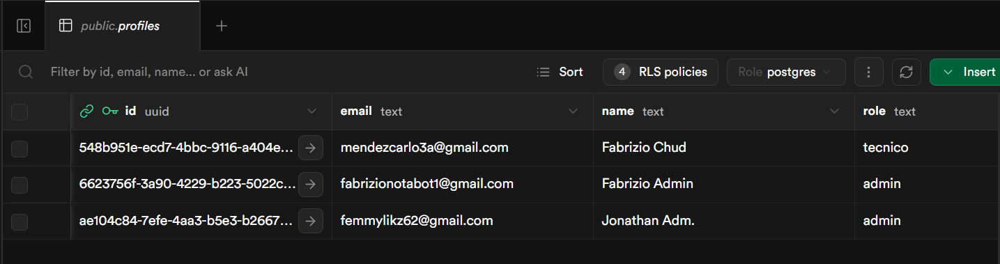 public.profiles
Filter by id, email, name... or ask AI Sort 4 RLS policies Role postgres Insert
id uuid email text name text role text
548b951e-ecd7-4bbc-9116-a404e... mendezcarlo3a@gmail.com Fabrizio Chud tecnico
6623756f-3a90-4229-b223-5022c... fabrizionotabot1@gmail.com Fabrizio Admin admin
ae104c84-7efe-4aa3-b5e3-b2667... femmylikz62@gmail.com Jonathan Adm. admin